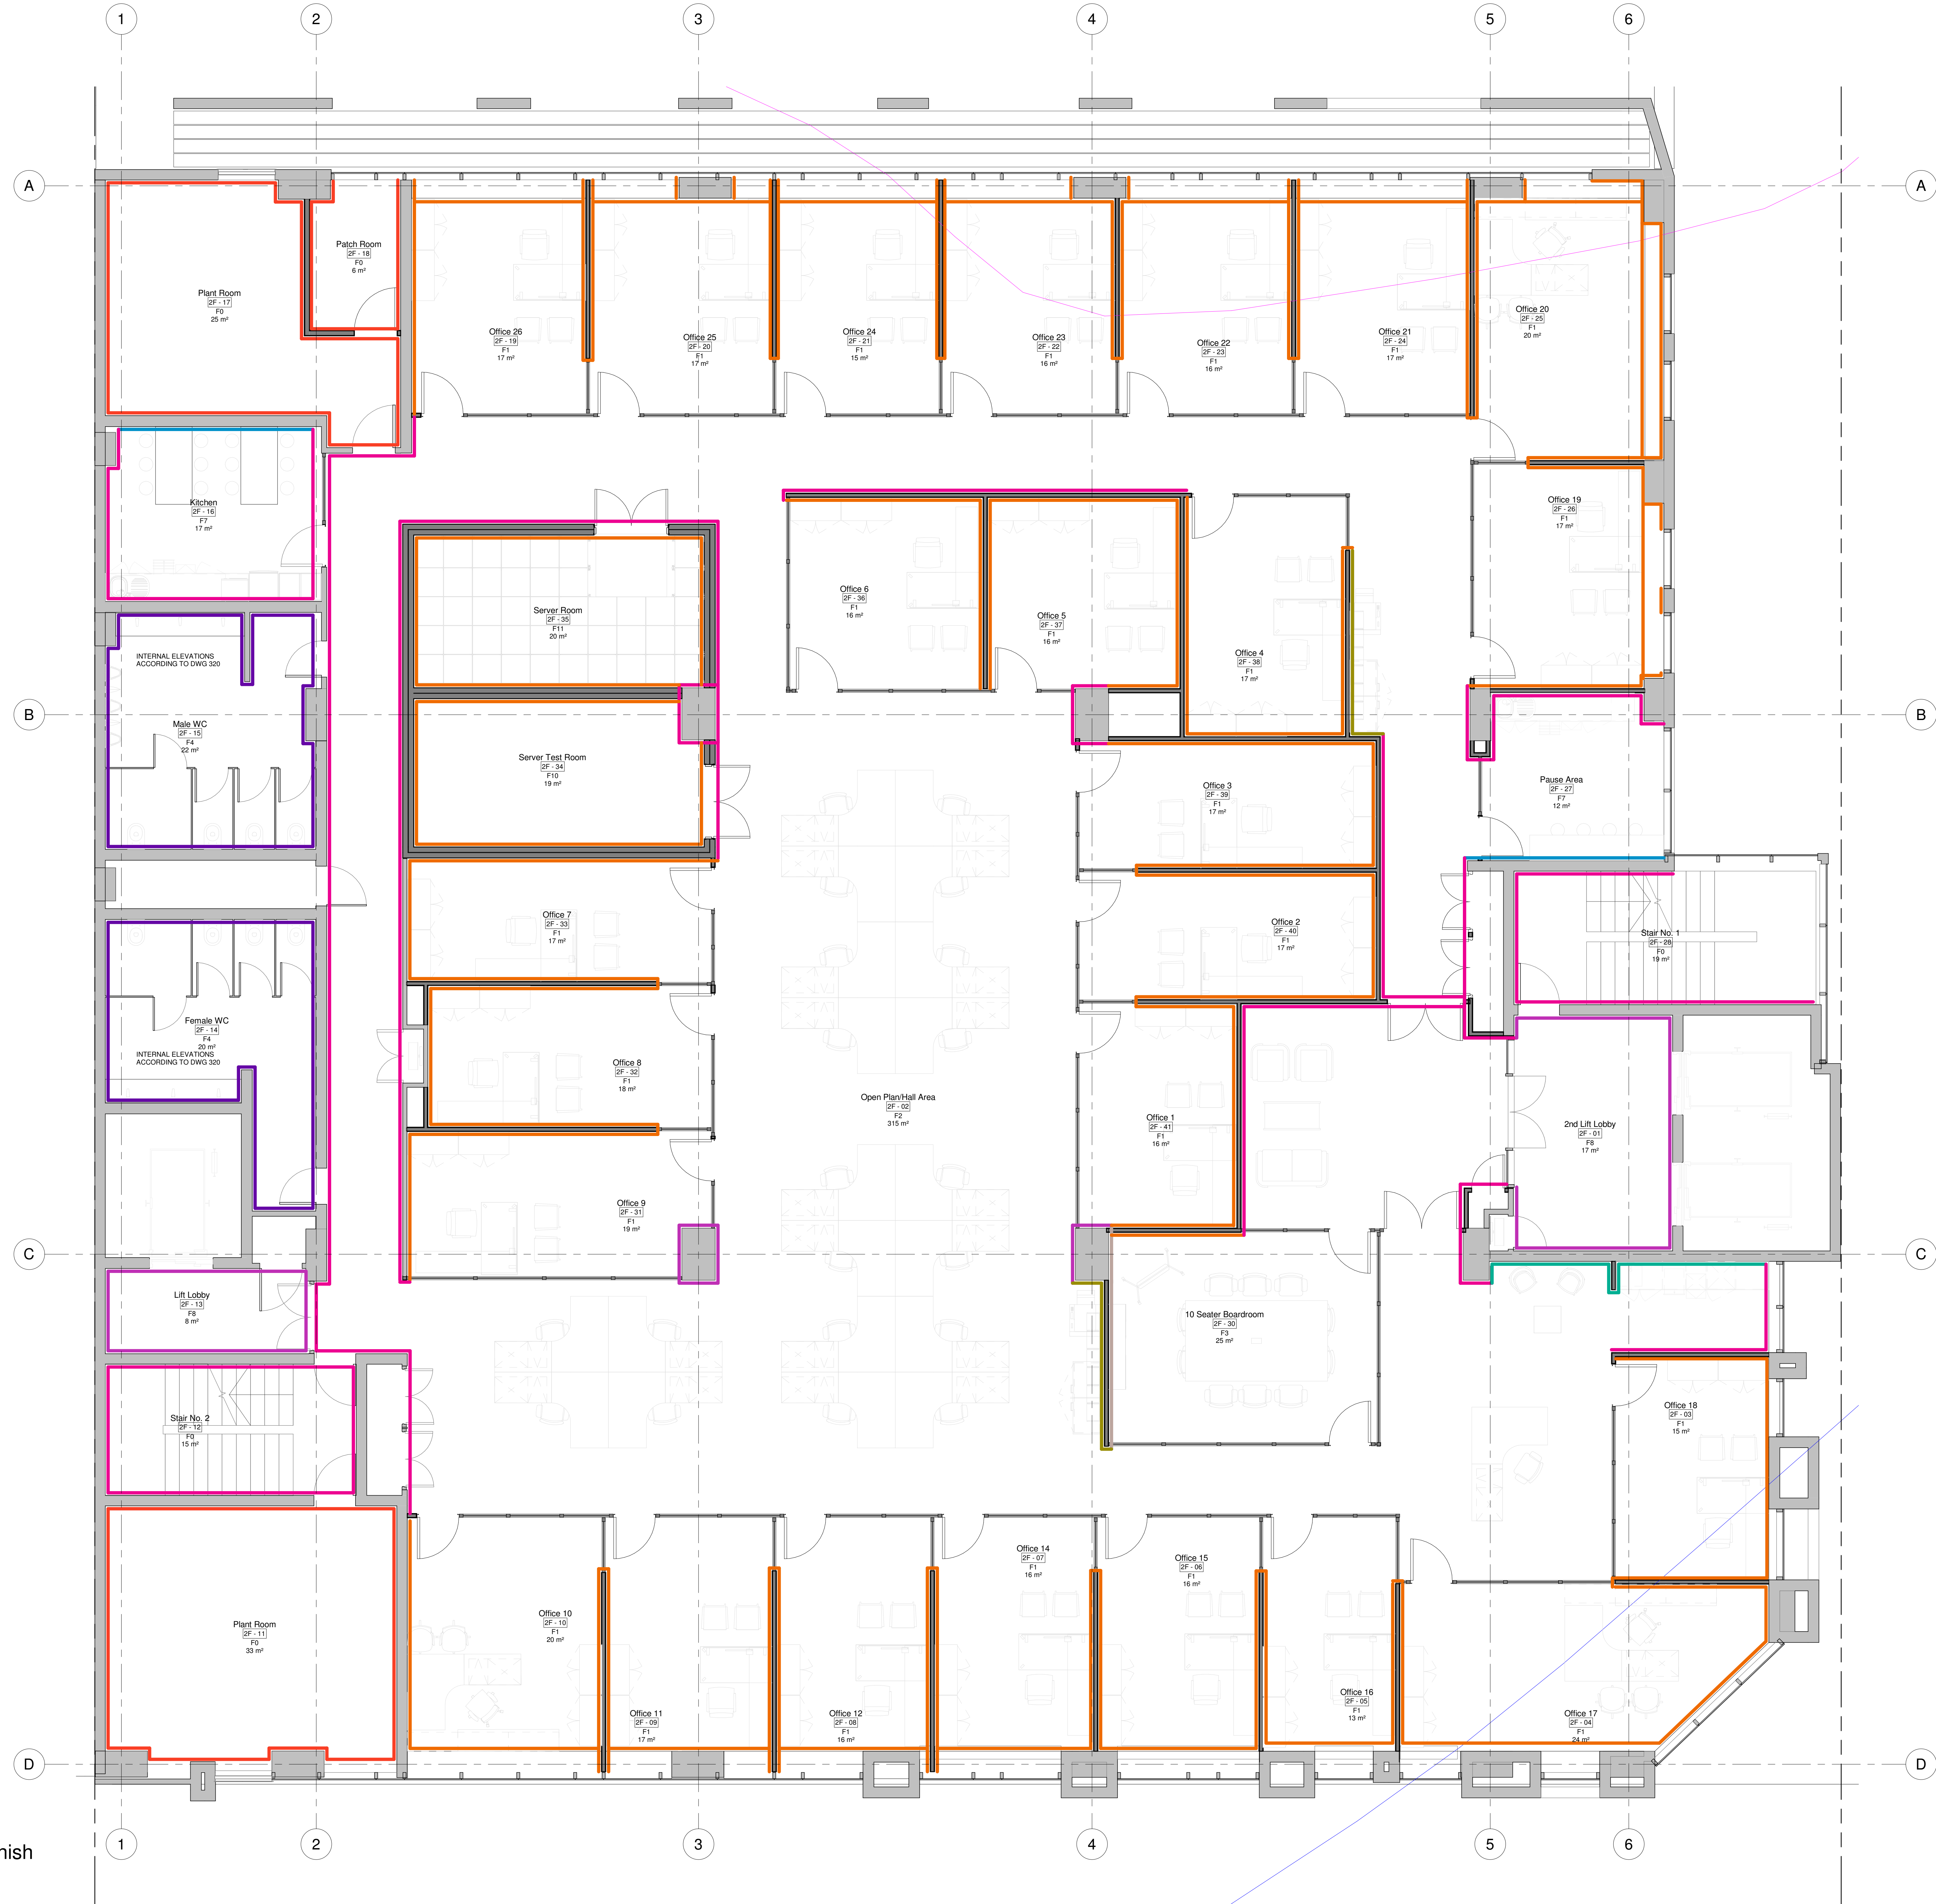 1 2 3 4 5 6
A A
Patch Room
2F - 18
F0
6 m²
Plant Room
2F - 17
F0
25 m²
Office 26
2F - 19
F1
17 m²
Office 25
2F - 20
F1
17 m²
Office 24
2F - 21
F1
15 m²
Office 23
2F - 22
F1
16 m²
Office 22
2F - 23
F1
16 m²
Office 21
2F - 24
F1
17 m²
Office 20
2F - 25
F1
20 m²
Kitchen
2F - 16
F7
17 m²
Office 19
2F - 26
F1
17 m²
Server Room
2F - 35
F11
20 m²
Office 6
2F - 36
F1
16 m²
Office 5
2F - 37
F1
16 m²
Office 4
2F - 38
F1
17 m²
INTERNAL ELEVATIONS
ACCORDING TO DWG 320
B B
Male WC
2F - 15
F4
22 m²
Server Test Room
2F - 34
F10
19 m²
Office 3
2F - 39
F1
17 m²
Pause Area
2F - 27
F7
12 m²
Office 7
2F - 33
F1
17 m²
Office 2
2F - 40
F1
17 m²
Stair No. 1
2F - 28
F0
19 m²
Female WC
2F - 14
F4
20 m²
INTERNAL ELEVATIONS
ACCORDING TO DWG 320
Office 8
2F - 32
F1
18 m²
Open Plan/Hall Area
2F - 02
F2
315 m²
Office 1
2F - 41
F1
16 m²
2nd Lift Lobby
2F - 01
F8
17 m²
Office 9
2F - 31
F1
19 m²
C C
Lift Lobby
2F - 13
F8
8 m²
10 Seater Boardroom
2F - 30
F3
25 m²
Stair No. 2
2F - 12
F0
15 m²
Office 18
2F - 03
F1
15 m²
Plant Room
2F - 11
F0
33 m²
Office 10
2F - 10
F1
20 m²
Office 14
2F - 07
F1
16 m²
Office 15
2F - 06
F1
16 m²
Office 11
2F - 09
F1
17 m²
Office 12
2F - 08
F1
16 m²
Office 16
2F - 05
F1
13 m²
Office 17
2F - 04
F1
24 m²
D D
1 2 3 4 5 6
nish